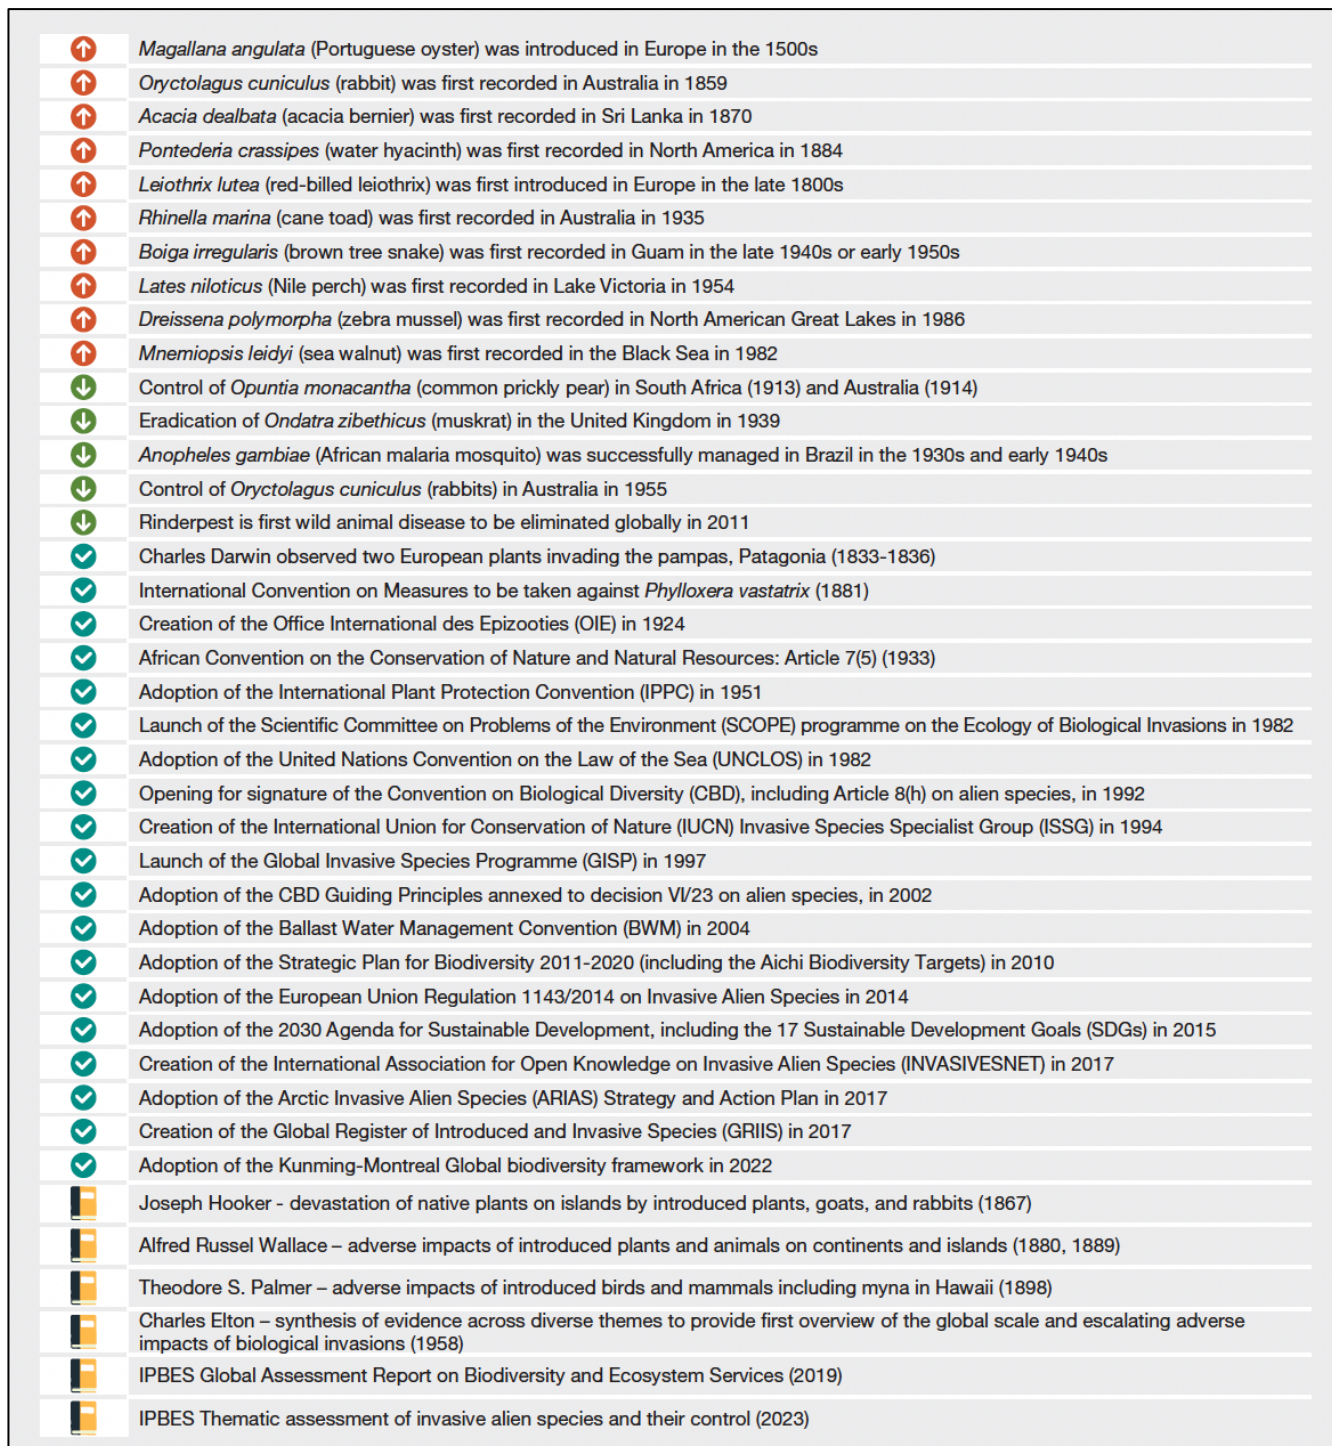 Magallana angulata (Portuguese oyster) was introduced in Europe in the 1500s
Oryctolagus cuniculus (rabbit) was first recorded in Australia in 1859
Acacia dealbata (acacia bernier) was first recorded in Sri Lanka in 1870
Pontederia crassipes (water hyacinth) was first recorded in North America in 1884
Leiothrix lutea (red-billed leiothrix) was first introduced in Europe in the late 1800s
Rhinella marina (cane toad) was first recorded in Australia in 1935
Boiga irregularis (brown tree snake) was first recorded in Guam in the late 1940s or early 1950s
Lates niloticus (Nile perch) was first recorded in Lake Victoria in 1954
Dreissena polymorpha (zebra mussel) was first recorded in North American Great Lakes in 1986
Mnemiopsis leidyi (sea walnut) was first recorded in the Black Sea in 1982
Control of Opuntia monacantha (common prickly pear) in South Africa (1913) and Australia (1914)
Eradication of Ondatra zibethicus (muskrat) in the United Kingdom in 1939
Anopheles gambiae (African malaria mosquito) was successfully managed in Brazil in the 1930s and early 1940s
Control of Oryctolagus cuniculus (rabbits) in Australia in 1955
Rinderpest is first wild animal disease to be eliminated globally in 2011
Charles Darwin observed two European plants invading the pampas, Patagonia (1833-1836)
International Convention on Measures to be taken against Phylloxera vastatrix (1881)
Creation of the Office International des Epizooties (OIE) in 1924
African Convention on the Conservation of Nature and Natural Resources: Article 7(5) (1933)
Adoption of the International Plant Protection Convention (IPPC) in 1951
Launch of the Scientific Committee on Problems of the Environment (SCOPE) programme on the Ecology of Biological Invasions in 1982
Adoption of the United Nations Convention on the Law of the Sea (UNCLOS) in 1982
Opening for signature of the Convention on Biological Diversity (CBD), including Article 8(h) on alien species, in 1992
Creation of the International Union for Conservation of Nature (IUCN) Invasive Species Specialist Group (ISSG) in 1994
Launch of the Global Invasive Species Programme (GISP) in 1997
Adoption of the CBD Guiding Principles annexed to decision VI/23 on alien species, in 2002
Adoption of the Ballast Water Management Convention (BWM) in 2004
Adoption of the Strategic Plan for Biodiversity 2011-2020 (including the Aichi Biodiversity Targets) in 2010
Adoption of the European Union Regulation 1143/2014 on Invasive Alien Species in 2014
Adoption of the 2030 Agenda for Sustainable Development, including the 17 Sustainable Development Goals (SDGs) in 2015
Creation of the International Association for Open Knowledge on Invasive Alien Species (INVASIVESNET) in 2017
Adoption of the Arctic Invasive Alien Species (ARIAS) Strategy and Action Plan in 2017
Creation of the Global Register of Introduced and Invasive Species (GRIIS) in 2017
Adoption of the Kunming-Montreal Global biodiversity framework in 2022
Joseph Hooker - devastation of native plants on islands by introduced plants, goats, and rabbits (1867)
Alfred Russel Wallace – adverse impacts of introduced plants and animals on continents and islands (1880, 1889)
Theodore S. Palmer – adverse impacts of introduced birds and mammals including myna in Hawaii (1898)
Charles Elton – synthesis of evidence across diverse themes to provide first overview of the global scale and escalating adverse
impacts of biological invasions (1958)
IPBES Global Assessment Report on Biodiversity and Ecosystem Services (2019)
IPBES Thematic assessment of invasive alien species and their control (2023)